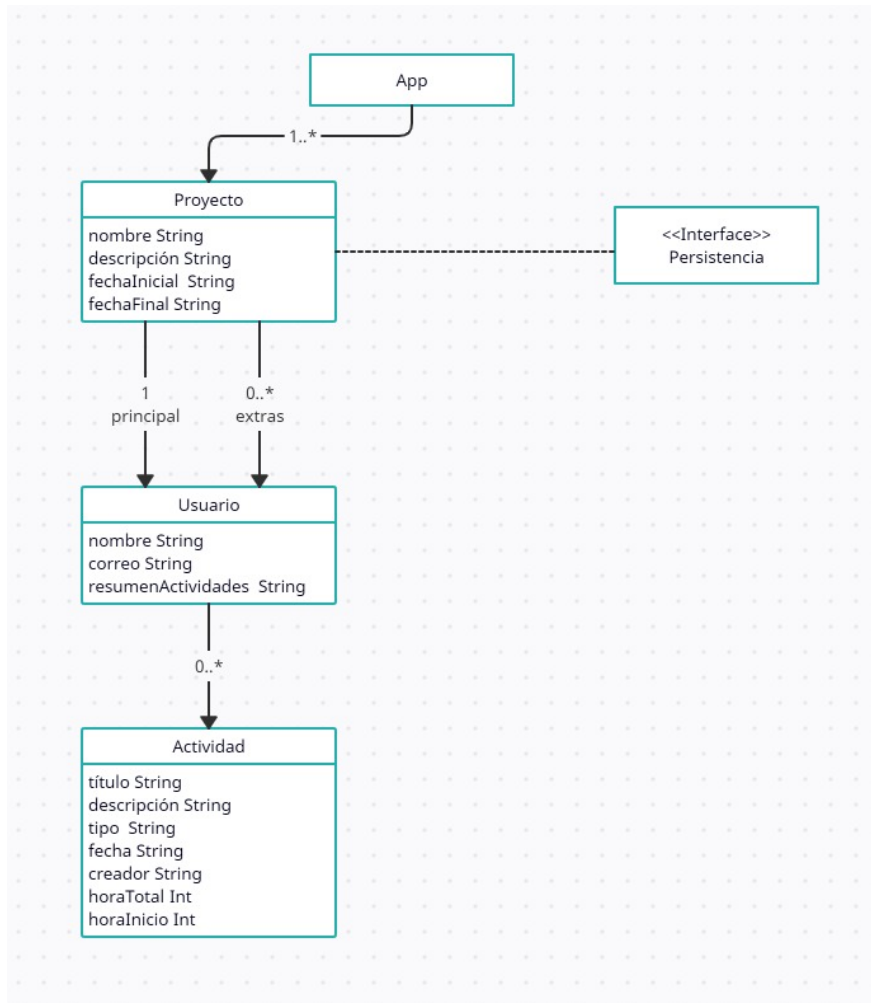 App
1..*
Proyecto
nombre String
descripción String
fechaInicial String
fechaFinal String
<<Interface>>
Persistencia
1
principal
0..*
extras
Usuario
nombre String
correo String
resumenActividades String
0..*
Actividad
título String
descripción String
tipo String
fecha String
creador String
horaTotal Int
horaInicio Int